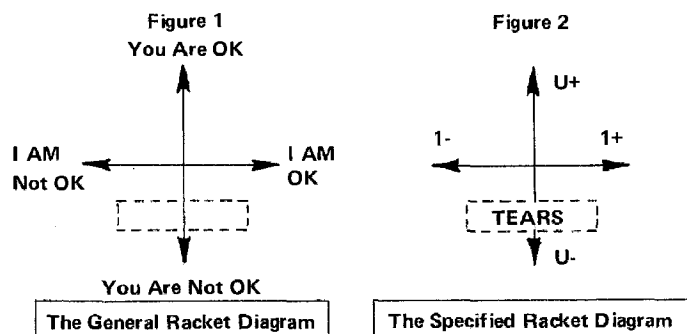 Figure 1
You Are OK
I AM
Not OK
I AM
OK
You Are Not OK
The General Racket Diagram
Figure 2
U+
1-
1+
TEARS
U-
The Specified Racket Diagram